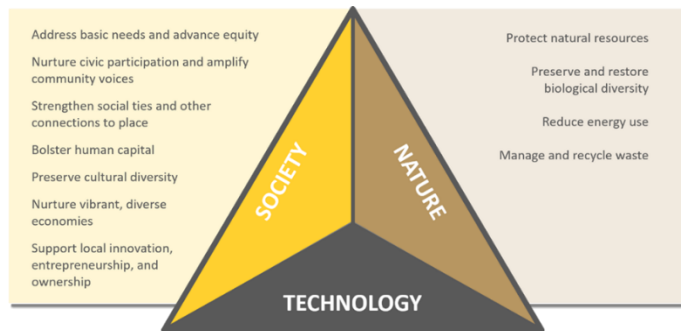 Address basic needs and advance equity
Nurture civic participation and amplify
community voices
Strengthen social ties and other
connections to place
Bolster human capital
Preserve cultural diversity
Nurture vibrant, diverse
economies
Support local innovation,
entrepreneurship, and
ownership
SOCIETY
NATURE
TECHNOLOGY
Protect natural resources
Preserve and restore
biological diversity
Reduce energy use
Manage and recycle waste